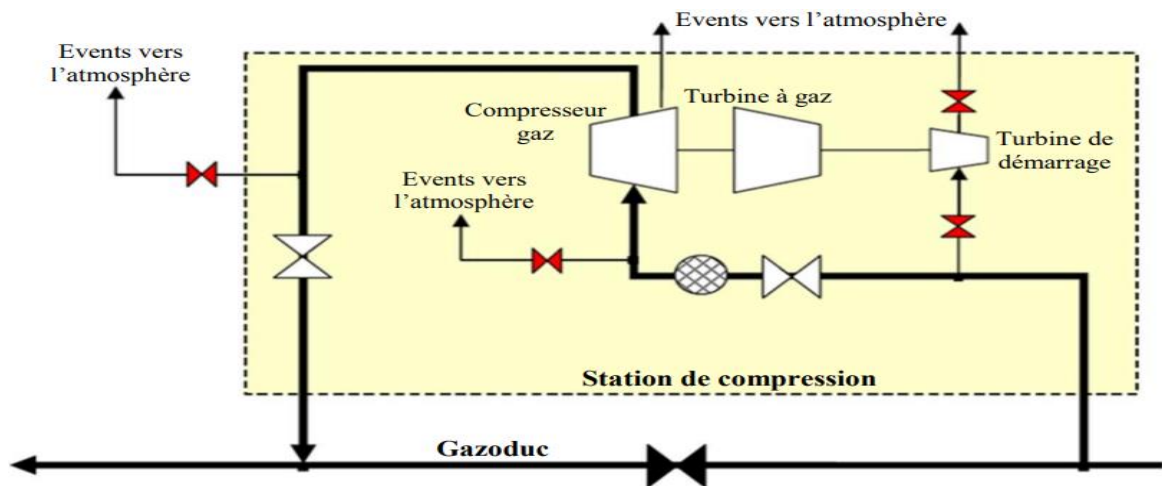 Events vers l’atmosphère
Events vers
l’atmosphère
Compresseur
gaz
Turbine à gaz
Turbine de
démarrage
Events vers
l’atmosphère
Station de compression
Gazoduc